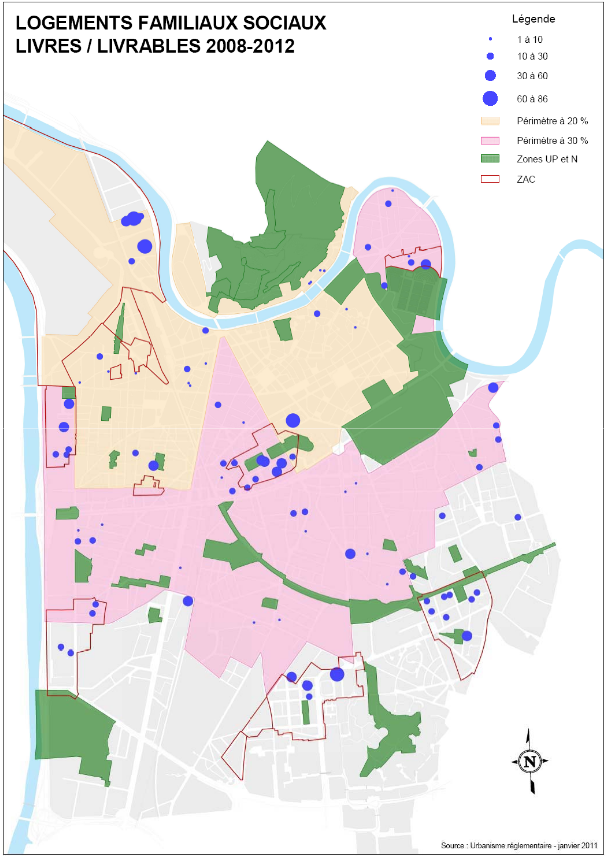 LOGEMENTS FAMILIAUX SOCIAUX
LIVRES / LIVRABLES 2008-2012
Légende
1 à 10
10 à 30
30 à 60
60 à 86
Périmètre à 20 %
Périmètre à 30 %
Zones UP et N
ZAC
N
Source : Urbanisme réglementaire - janvier 2011